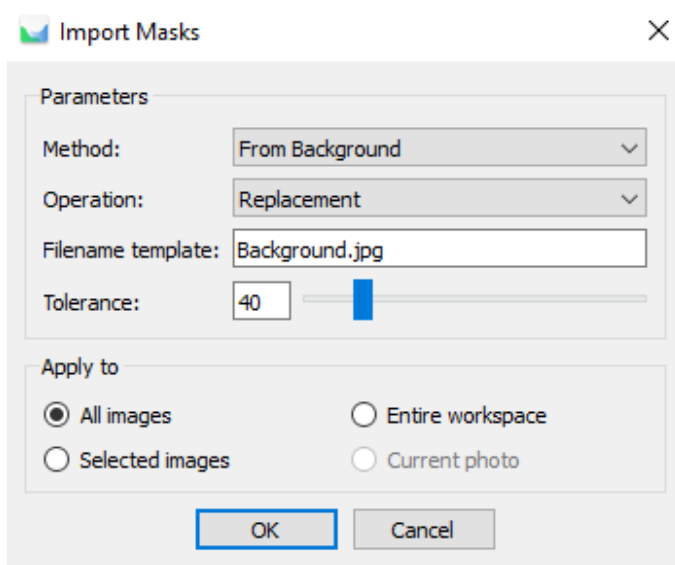 Import Masks
Parameters
Method: From Background
Operation: Replacement
Filename template: Background.jpg
Tolerance: 40
Apply to
All images Entire workspace
Selected images Current photo
OK Cancel